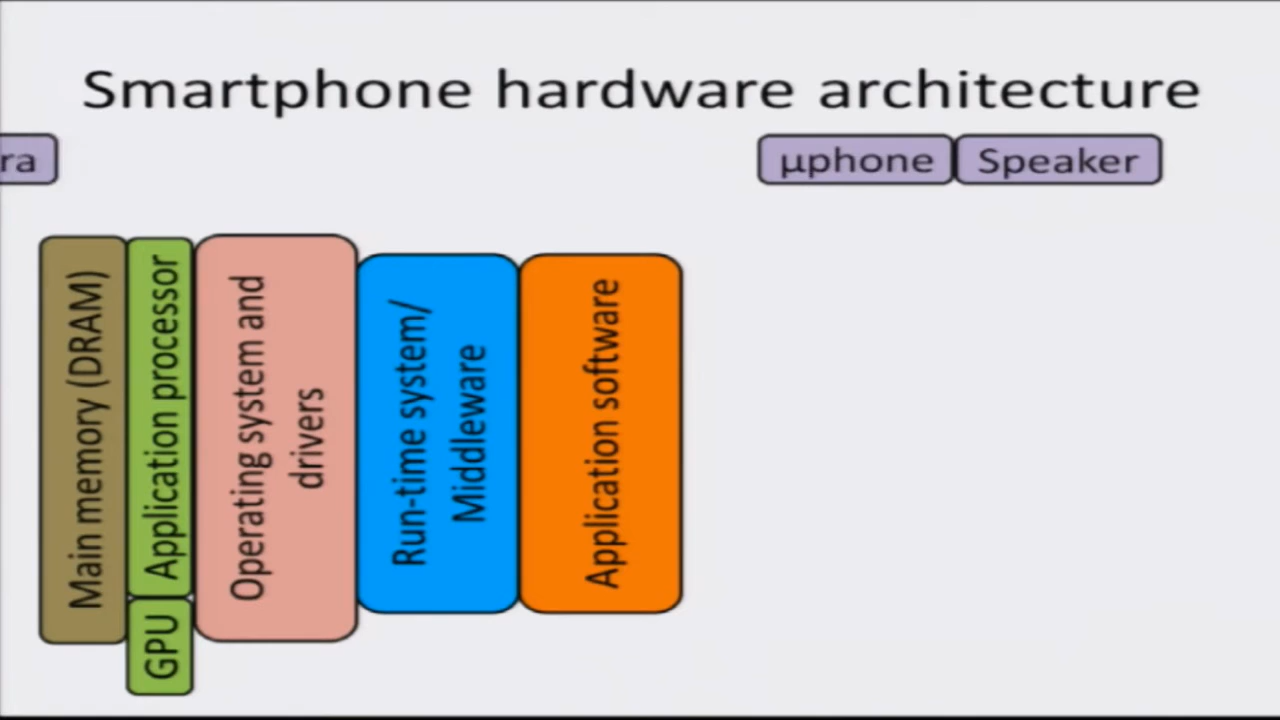 Smartphone hardware architecture
ra
µphone
Speaker
Main memory (DRAM)
Application processor
GPU
Operating system and
drivers
Run-time system/
Middleware
Application software